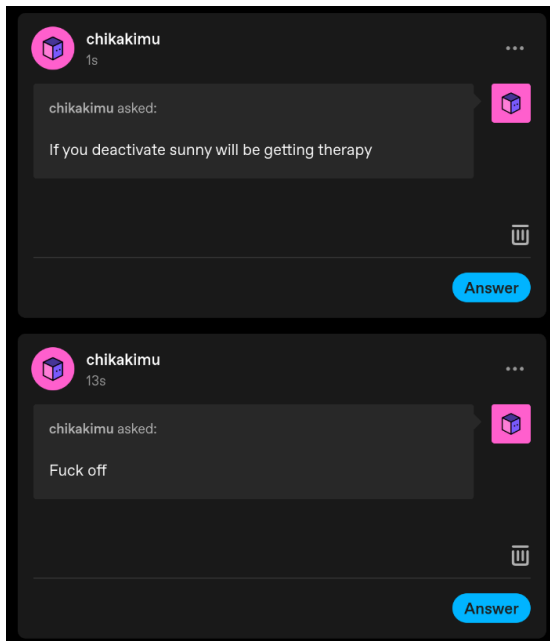 chikakimu
1s
chikakimu asked:
If you deactivate sunny will be getting therapy
Answer
chikakimu
13s
chikakimu asked:
Fuck off
Answer